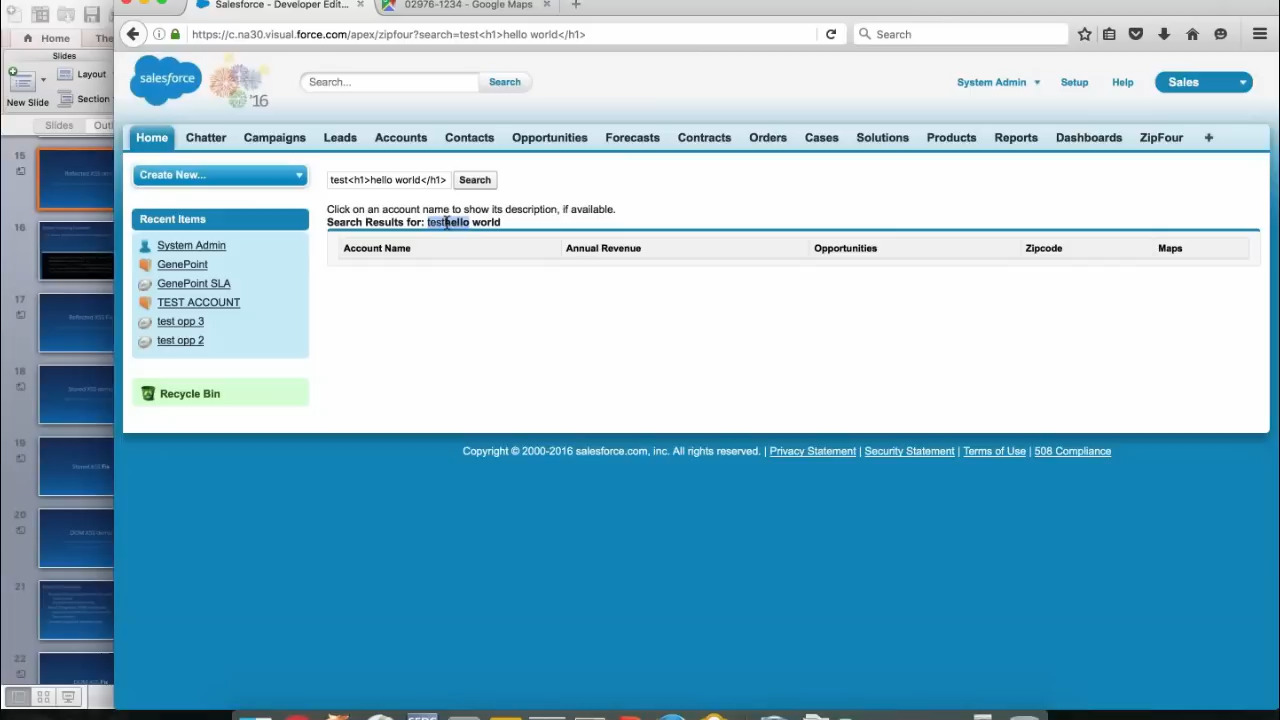 Salesforce - Developer Edit...
02976-1234 - Google Maps
https://c.na30.visual.force.com/apex/zipfour?search=test<h1>hello world</h1>
Search
Home
The
Slides
Layout
New Slide
Section
Slides
Outl
salesforce
'16
Search...
Search
System Admin
Setup
Help
Sales
Home
Chatter
Campaigns
Leads
Accounts
Contacts
Opportunities
Forecasts
Contracts
Orders
Cases
Solutions
Products
Reports
Dashboards
ZipFour
+
Create New...
Recent Items
System Admin
GenePoint
GenePoint SLA
TEST ACCOUNT
test opp 3
test opp 2
Recycle Bin
test<h1>hello world</h1>
Search
Click on an account name to show its description, if available.
Search Results for: testhello world
Account Name
Annual Revenue
Opportunities
Zipcode
Maps
Copyright © 2000-2016 salesforce.com, inc. All rights reserved. | Privacy Statement | Security Statement | Terms of Use | 508 Compliance
15
16
17
18
19
20
21
22